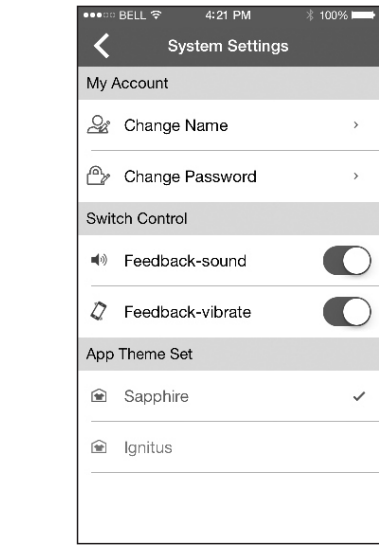 BELL 4:21 PM 100%
System Settings
My Account
Change Name
Change Password
Switch Control
Feedback-sound
Feedback-vibrate
App Theme Set
Sapphire
Ignitus